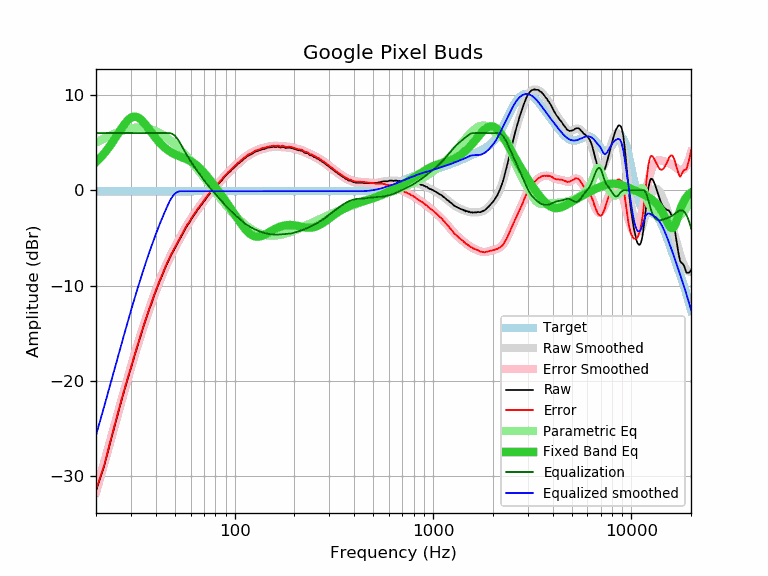 Google Pixel Buds
Amplitude (dBr)
10
0
−10
−20
−30
100
1000
10000
Frequency (Hz)
Target
Raw Smoothed
Error Smoothed
Raw
Error
Parametric Eq
Fixed Band Eq
Equalization
Equalized smoothed